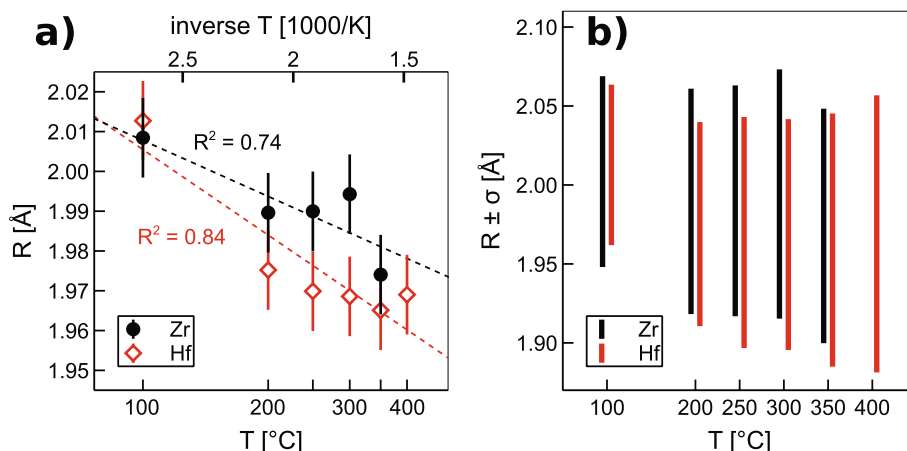 a)
inverse T [1000/K]
2.5
2
1.5
2.02
2.01
2.00
1.99
1.98
1.97
1.96
1.95
R [Å]
R² = 0.74
R² = 0.84
Zr
Hf
100
200
300
400
T [°C]
b)
2.10
2.05
2.00
1.95
1.90
R ± σ [Å]
Zr
Hf
100
200
250
300
350
400
T [°C]